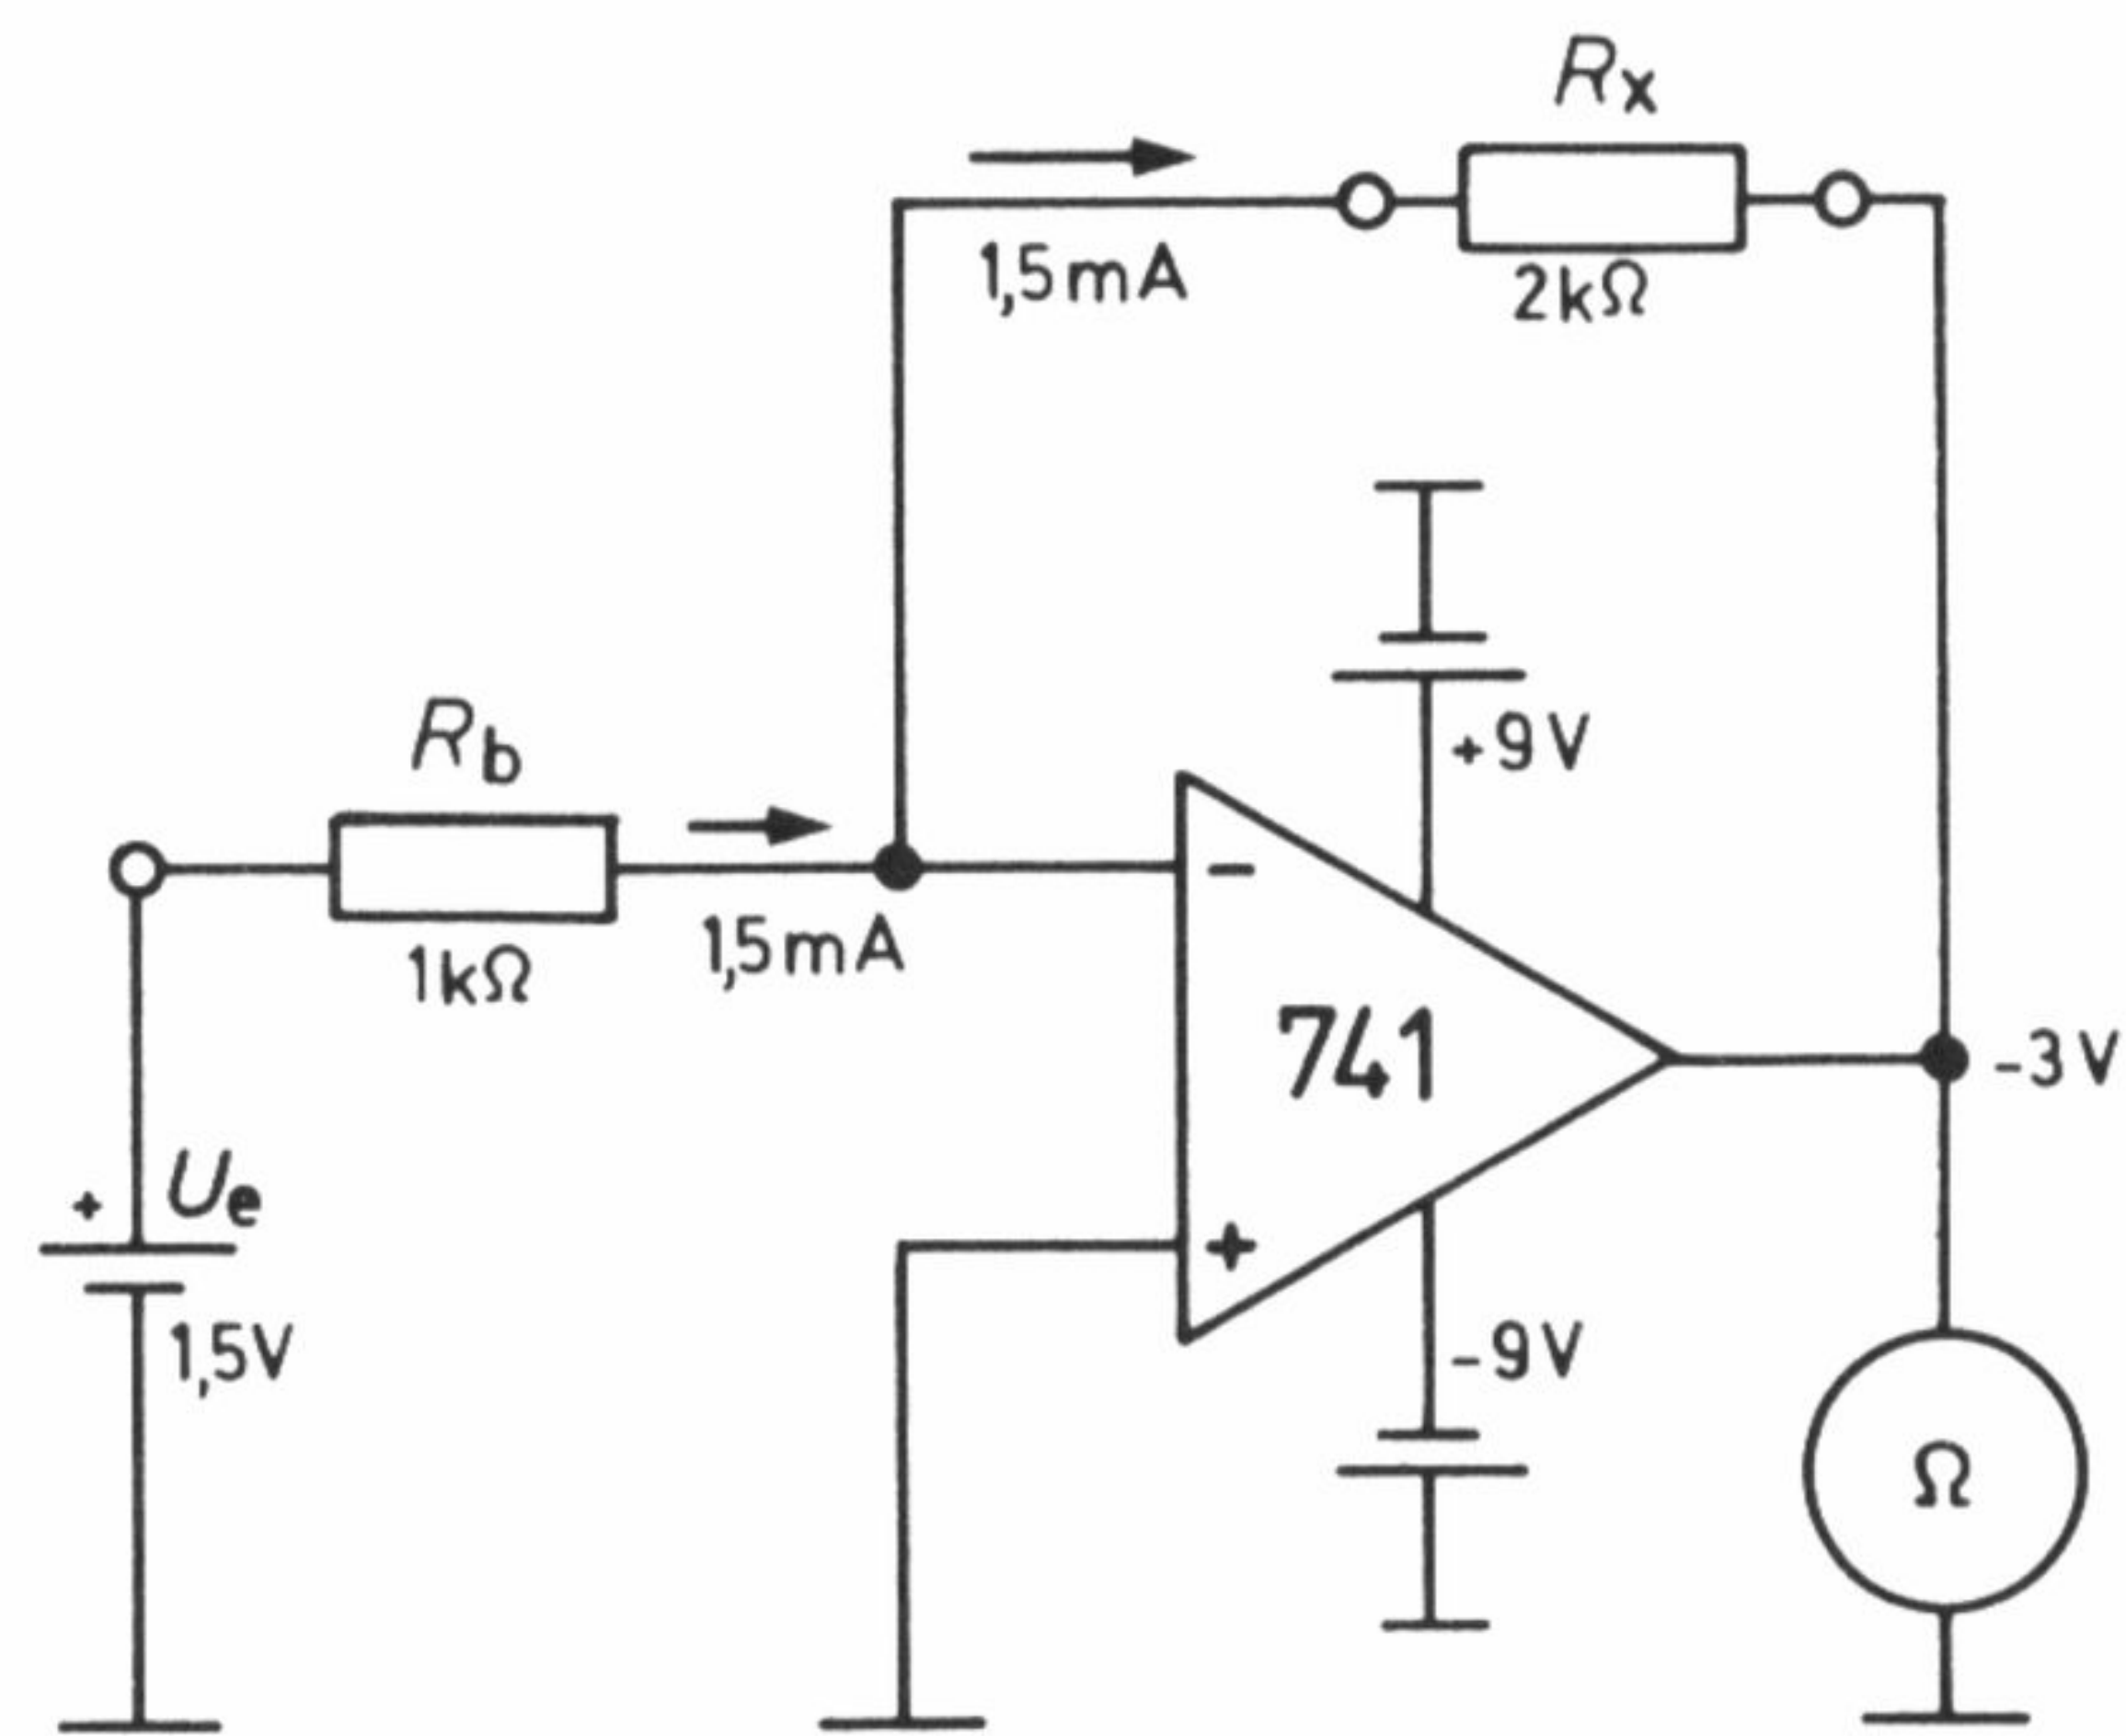 Rx
1,5mA
2kΩ
+9V
Rb
1,5mA
1kΩ
-
741
-3V
+ Ue
+
1,5V
-9V
Ω